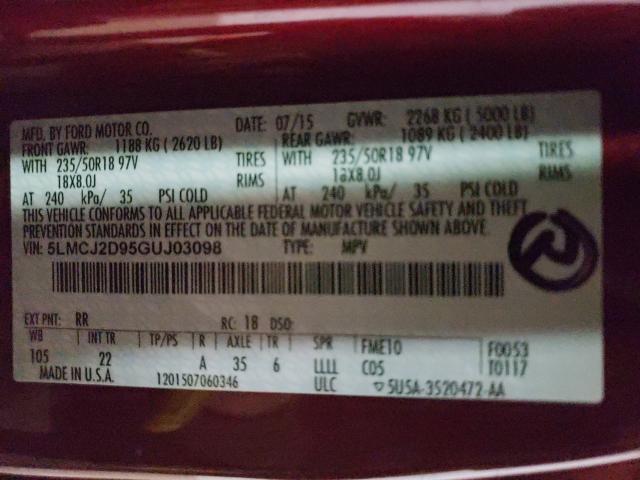 MFD. BY FORD MOTOR CO. DATE: 07/15 GVWR: 2268 KG ( 5000 LB)
FRONT GAWR: 1188 KG ( 2620 LB) REAR GAWR: 1089 KG ( 2400 LB)
WITH 235/50R18 97V TIRES WITH 235/50R18 97V TIRES
18X8.0J RIMS 18X8.0J RIMS
AT 240 kPa/ 35 PSI COLD AT 240 kPa/ 35 PSI COLD
THIS VEHICLE CONFORMS TO ALL APPLICABLE FEDERAL MOTOR VEHICLE SAFETY AND THEFT
PREVENTION STANDARDS IN EFFECT ON THE DATE OF MANUFACTURE SHOWN ABOVE.
VIN: 5LMCJ2D95GUJ03098 TYPE: MPV
EXT PNT: RR RC: 18 DSO:
WB INT TR TP/PS R AXLE TR SPR FME10 F0053
105 22 A 35 6 LLLL C05 T0117
MADE IN U.S.A. 1201507060346 ULC 5U5A-3520472-AA